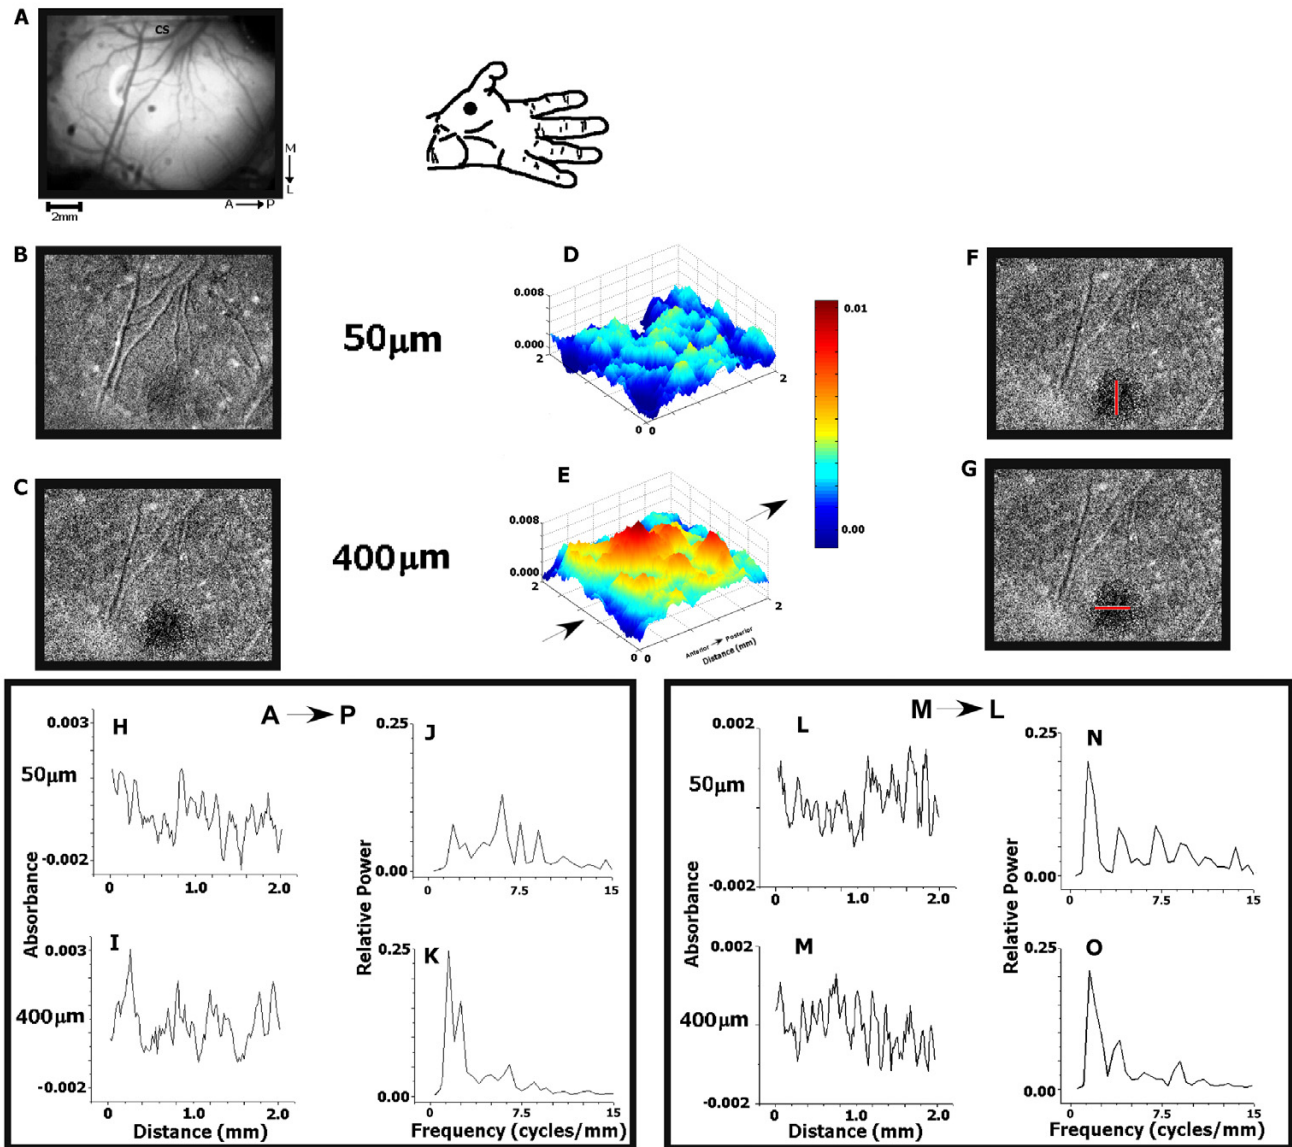 A
CS
M
L
A P
2mm
B
50μm
D
0.008
0.000
2
2
0 0
0.01
0.00
F
C
400μm
E
0.008
0.000
2
2
0 0
Anterior Posterior
Distance (mm)
G
A P
H
0.003
50μm
-0.002
0 1.0 2.0
J
0.25
0.00
0 7.5 15
Absorbance
Relative Power
I
0.003
400μm
-0.002
0 1.0 2.0
Distance (mm)
K
0.25
0.00
0 7.5 15
Frequency (cycles/mm)
M L
L
0.002
50μm
-0.002
0 1.0 2.0
N
0.25
0.00
0 7.5 15
Absorbance
Relative Power
M
0.002
400μm
-0.002
0 1.0 2.0
Distance (mm)
O
0.25
0.00
0 7.5 15
Frequency (cycles/mm)